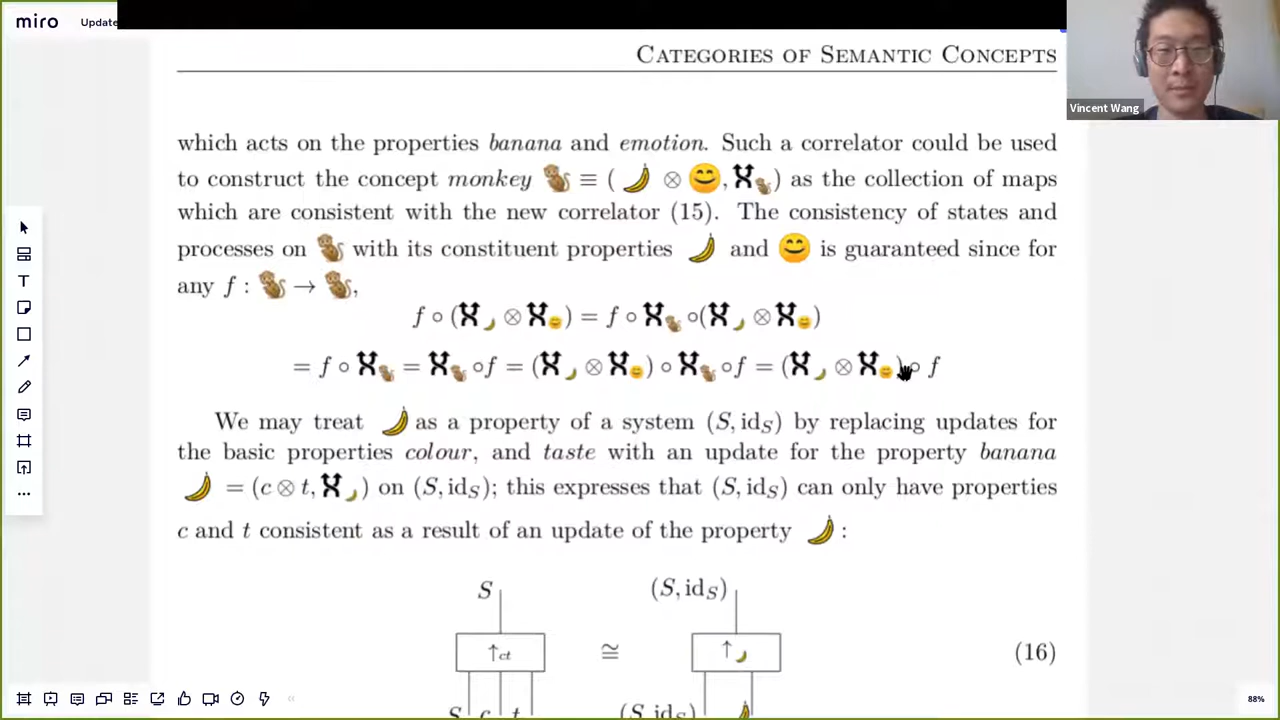 miro
Update
CATEGORIES OF SEMANTIC CONCEPTS
Vincent Wang
which acts on the properties banana and emotion. Such a correlator could be used
to construct the concept monkey 🐒 ≡ (🍌 ⊗ 😊, 🐒) as the collection of maps
which are consistent with the new correlator (15). The consistency of states and
processes on 🐒 with its constituent properties 🍌 and 😊 is guaranteed since for
any f : 🐒 → 🐒,
f ∘ (🍌 ⊗ 😊) = f ∘ 🐒 ∘(🍌 ⊗ 😊)
= f ∘ 🐒 = 🐒 ∘f = (🍌 ⊗ 😊) ∘ 🐒 ∘f = (🍌 ⊗ 😊) ∘ f
We may treat 🍌 as a property of a system (S, id_S) by replacing updates for
the basic properties colour, and taste with an update for the property banana
🍌 = (c ⊗ t, 🍌) on (S, id_S); this expresses that (S, id_S) can only have properties
c and t consistent as a result of an update of the property 🍌 :
S (S, id_S)
↑ct ≅ ↑🍌 (16)
S c t (S, id_S) 🍌
T
88%